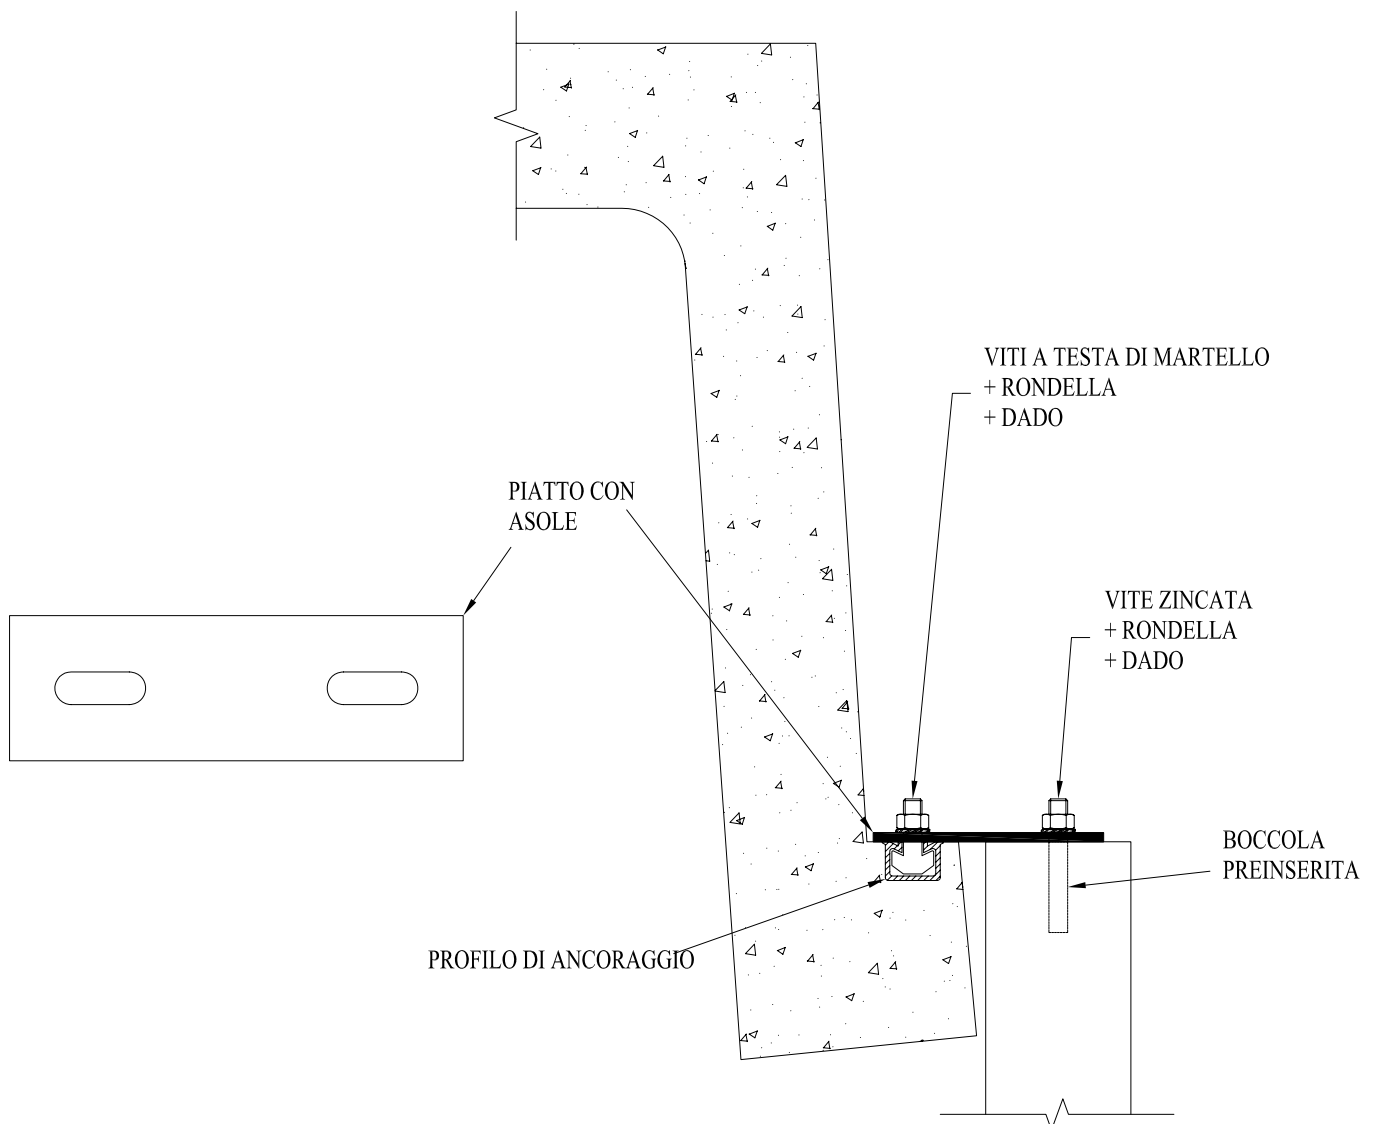 VITI A TESTA DI MARTELLO
+ RONDELLA
+ DADO
PIATTO CON
ASOLE
VITE ZINCATA
+ RONDELLA
+ DADO
BOCCOLA
PREINSERITA
PROFILO DI ANCORAGGIO